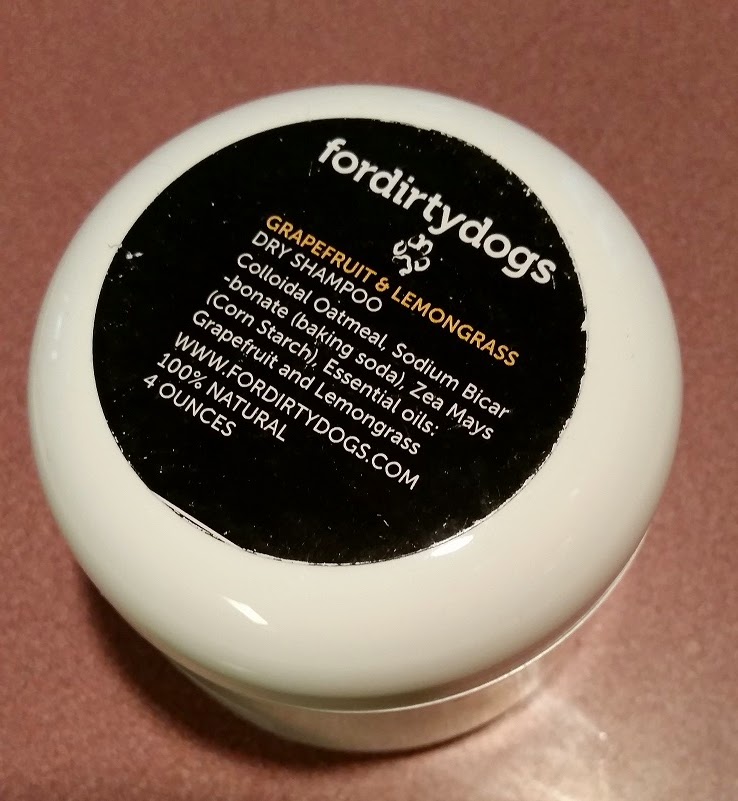 fordirtydogs
GRAPEFRUIT & LEMONGRASS
DRY SHAMPOO
Colloidal Oatmeal, Sodium Bicar
-bonate (baking soda), Zea Mays
(Corn Starch), Essential oils:
Grapefruit and Lemongrass
WWW.FORDIRTYDOGS.COM
100% NATURAL
4 OUNCES